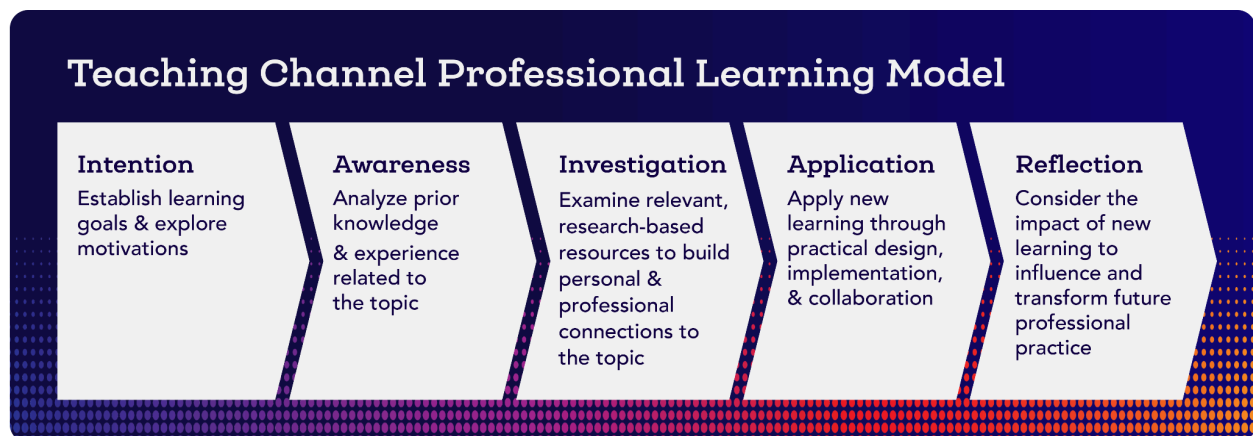 Teaching Channel Professional Learning Model
Intention
Establish learning
goals & explore
motivations
Awareness
Analyze prior
knowledge
& experience
related to
the topic
Investigation
Examine relevant,
research-based
resources to build
personal &
professional
connections to
the topic
Application
Apply new
learning through
practical design,
implementation,
& collaboration
Reflection
Consider the
impact of new
learning to
influence and
transform future
professional
practice